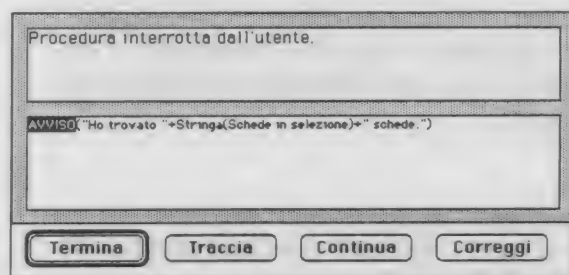 Procedura interrotta dall'utente.
AVVISO("Ho trovato "+Stringa(Schede in selezione)+" schede.")
Termina
Traccia
Continua
Correggi